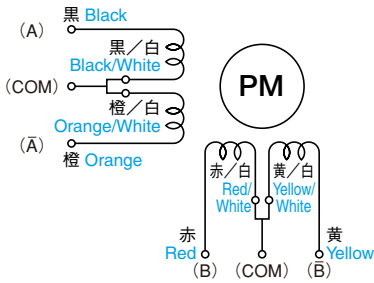 黒 Black
(A)
黒／白
Black/White
(COM)
橙／白
Orange/White
(A̅)
橙 Orange
PM
赤／白
Red/
White
黄／白
Yellow/
White
赤
Red
(B)
(COM)
黄
Yellow
(B̅)